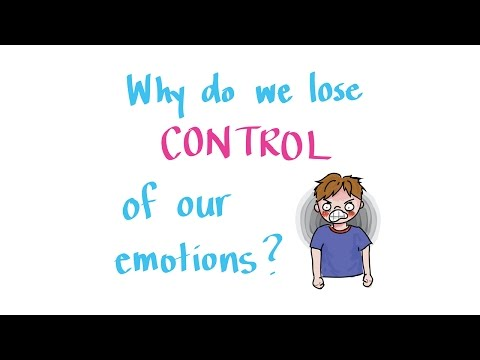 Why do we lose
CONTROL
of our
emotions?